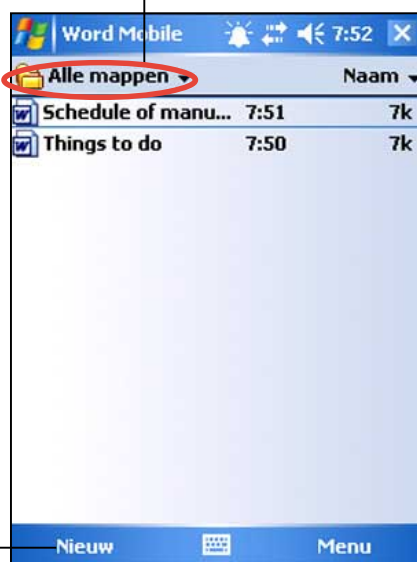 Word Mobile 7:52
Alle mappen Naam
Schedule of manu... 7:51 7k
Things to do 7:50 7k
Nieuw Menu